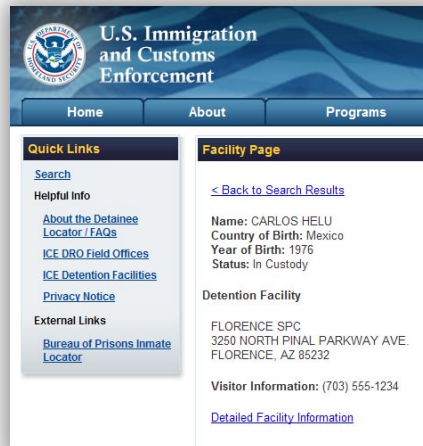 U.S. Immigration
and Customs
Enforcement
Home About Programs
Quick Links
Search
Helpful Info
About the Detainee
Locator / FAQs
ICE DRO Field Offices
ICE Detention Facilities
Privacy Notice
External Links
Bureau of Prisons Inmate
Locator
Facility Page
< Back to Search Results
Name: CARLOS HELU
Country of Birth: Mexico
Year of Birth: 1976
Status: In Custody
Detention Facility
FLORENCE SPC
3250 NORTH PINAL PARKWAY AVE.
FLORENCE, AZ 85232
Visitor Information: (703) 555-1234
Detailed Facility Information